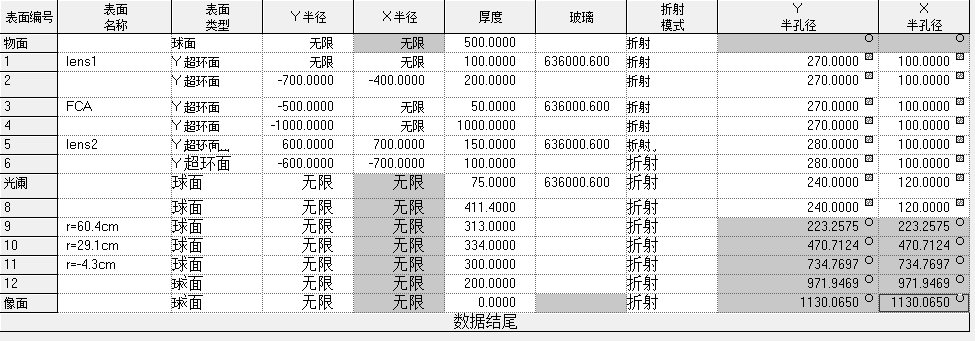 表面编号 表面名称 表面类型 Y半径 X半径 厚度 玻璃 折射模式 Y半孔径 X半孔径
物面 球面 无限 无限 500.0000 折射
1 lens1 Y超环面 无限 无限 100.0000 636000.600 折射 270.0000 100.0000
2 Y超环面 -700.0000 -400.0000 200.0000 折射 270.0000 100.0000
3 FCA Y超环面 -500.0000 无限 50.0000 636000.600 折射 270.0000 100.0000
4 Y超环面 -1000.0000 无限 1000.0000 折射 270.0000 100.0000
5 lens2 Y超环面 600.0000 700.0000 150.0000 636000.600 折射 280.0000 100.0000
6 Y超环面 -600.0000 -700.0000 100.0000 折射 280.0000 100.0000
光阑 球面 无限 无限 75.0000 636000.600 折射 240.0000 120.0000
8 球面 无限 无限 411.4000 折射 240.0000 120.0000
9 r=60.4cm 球面 无限 无限 313.0000 折射 223.2575 223.2575
10 r=29.1cm 球面 无限 无限 334.0000 折射 470.7124 470.7124
11 r=-4.3cm 球面 无限 无限 300.0000 折射 734.7697 734.7697
12 球面 无限 无限 200.0000 折射 971.9469 971.9469
像面 球面 无限 无限 0.0000 折射 1130.0650 1130.0650
数据结尾